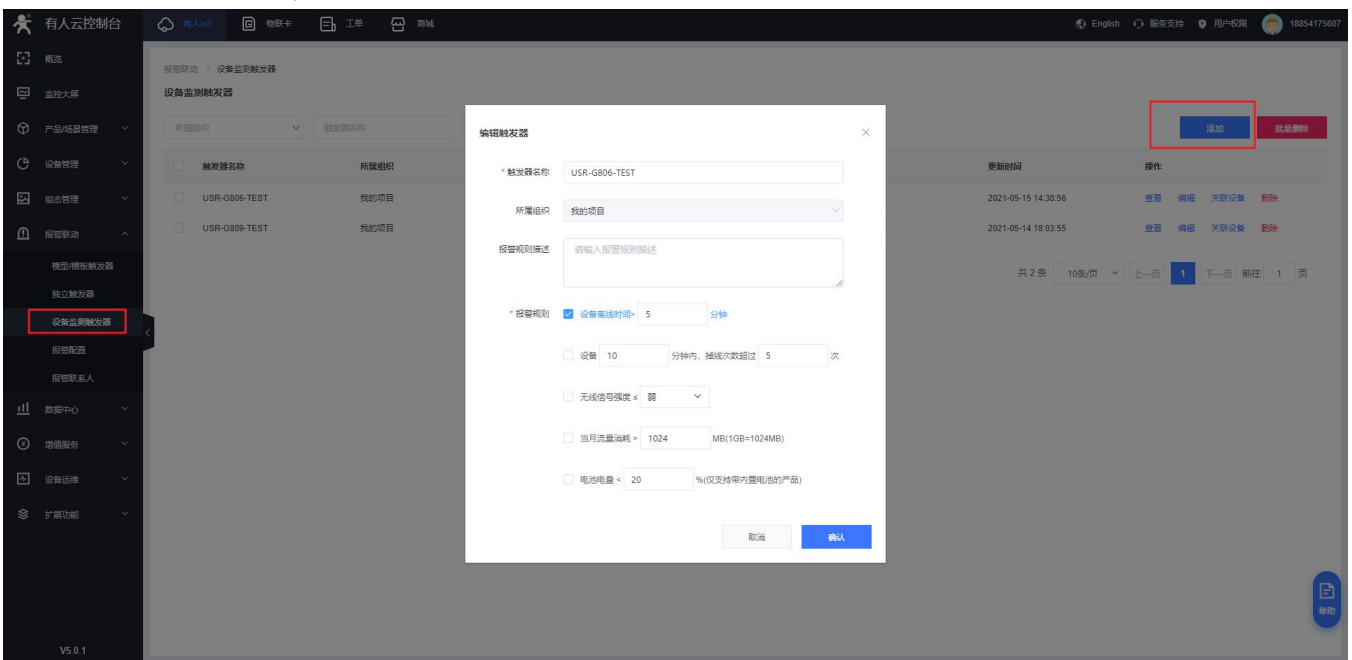 有人云控制台
有人IoT 物联卡 工单 商城
English 服务支持 用户权限 18854175607
概览
监控大屏
产品/场景管理
设备管理
组态管理
报警联动
模型/模板触发器
独立触发器
设备监测触发器
报警配置
报警联系人
数据中心
增值服务
设备运维
扩展功能
V5.0.1
报警联动 > 设备监测触发器
设备监测触发器
所属组织 触发器名称
添加 批量删除
触发器名称 所属组织 更新时间 操作
USR-G806-TEST 我的项目 2021-05-15 14:38:56 查看 编辑 关联设备 删除
USR-G809-TEST 我的项目 2021-05-14 18:03:55 查看 编辑 关联设备 删除
共 2 条 10条/页 上一页 1 下一页 前往 1 页
编辑触发器
* 触发器名称 USR-G806-TEST
所属组织 我的项目
报警规则描述 请输入报警规则描述
* 报警规则 设备离线时间> 5 分钟
设备 10 分钟内，掉线次数超过 5 次
无线信号强度 ≤ 弱
当月流量消耗 > 1024 MB(1GB=1024MB)
电池电量 < 20 %(仅支持带内置电池的产品)
取消 确认
帮助